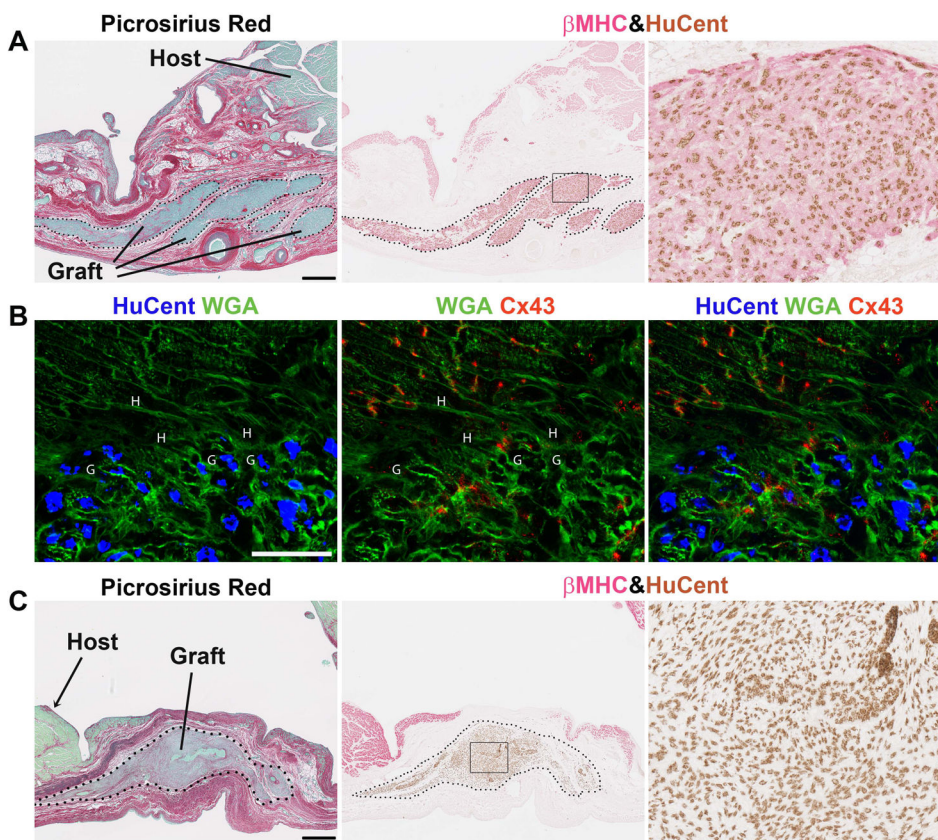 A
Picrosirius Red
βMHC&HuCent
Host
Graft
B
HuCent WGA
WGA Cx43
HuCent WGA Cx43
H
H
H
G
G
G
H
H
H
G
G
G
C
Picrosirius Red
βMHC&HuCent
Host
Graft